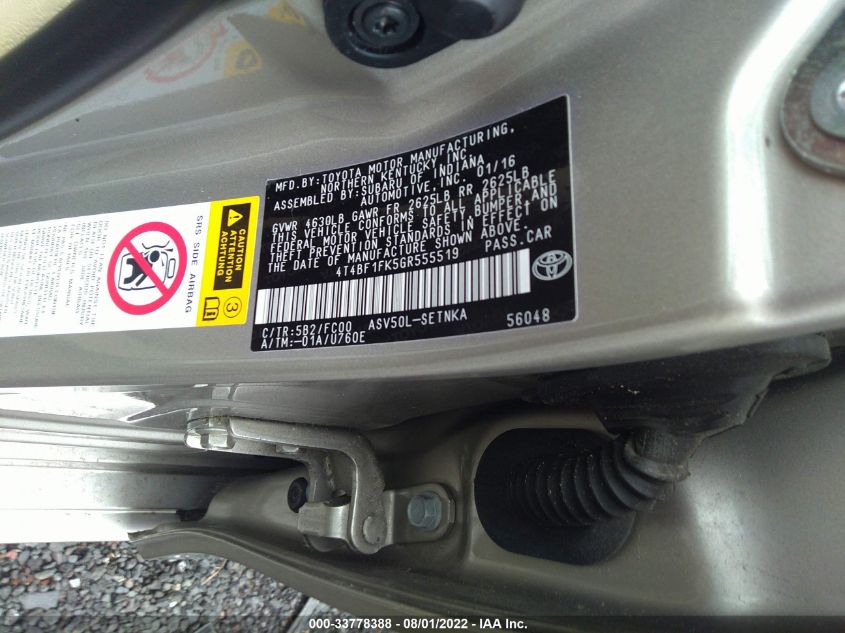 MFD.BY:TOYOTA MOTOR MANUFACTURING,
NORTHERN KENTUCKY,INC.
ASSEMBLED BY:SUBARU OF INDIANA
AUTOMOTIVE,INC. 01/16
GVWR 4630LB GAWR FR 2625LB RR 2625LB
THIS VEHICLE CONFORMS TO ALL APPLICABLE
FEDERAL MOTOR VEHICLE SAFETY,BUMPER,AND
THEFT PREVENTION STANDARDS IN EFFECT ON
THE DATE OF MANUFACTURE SHOWN ABOVE.
4T4BF1FK5GR555519 PASS.CAR
C/TR:5B2/FC00 ASV50L-SETNKA 56048
A/TM:-01A/U760E
SRS SIDE AIRBAG
CAUTION
ATTENTION
ACHTUNG
3
000-33778388 - 08/01/2022 - IAA Inc.